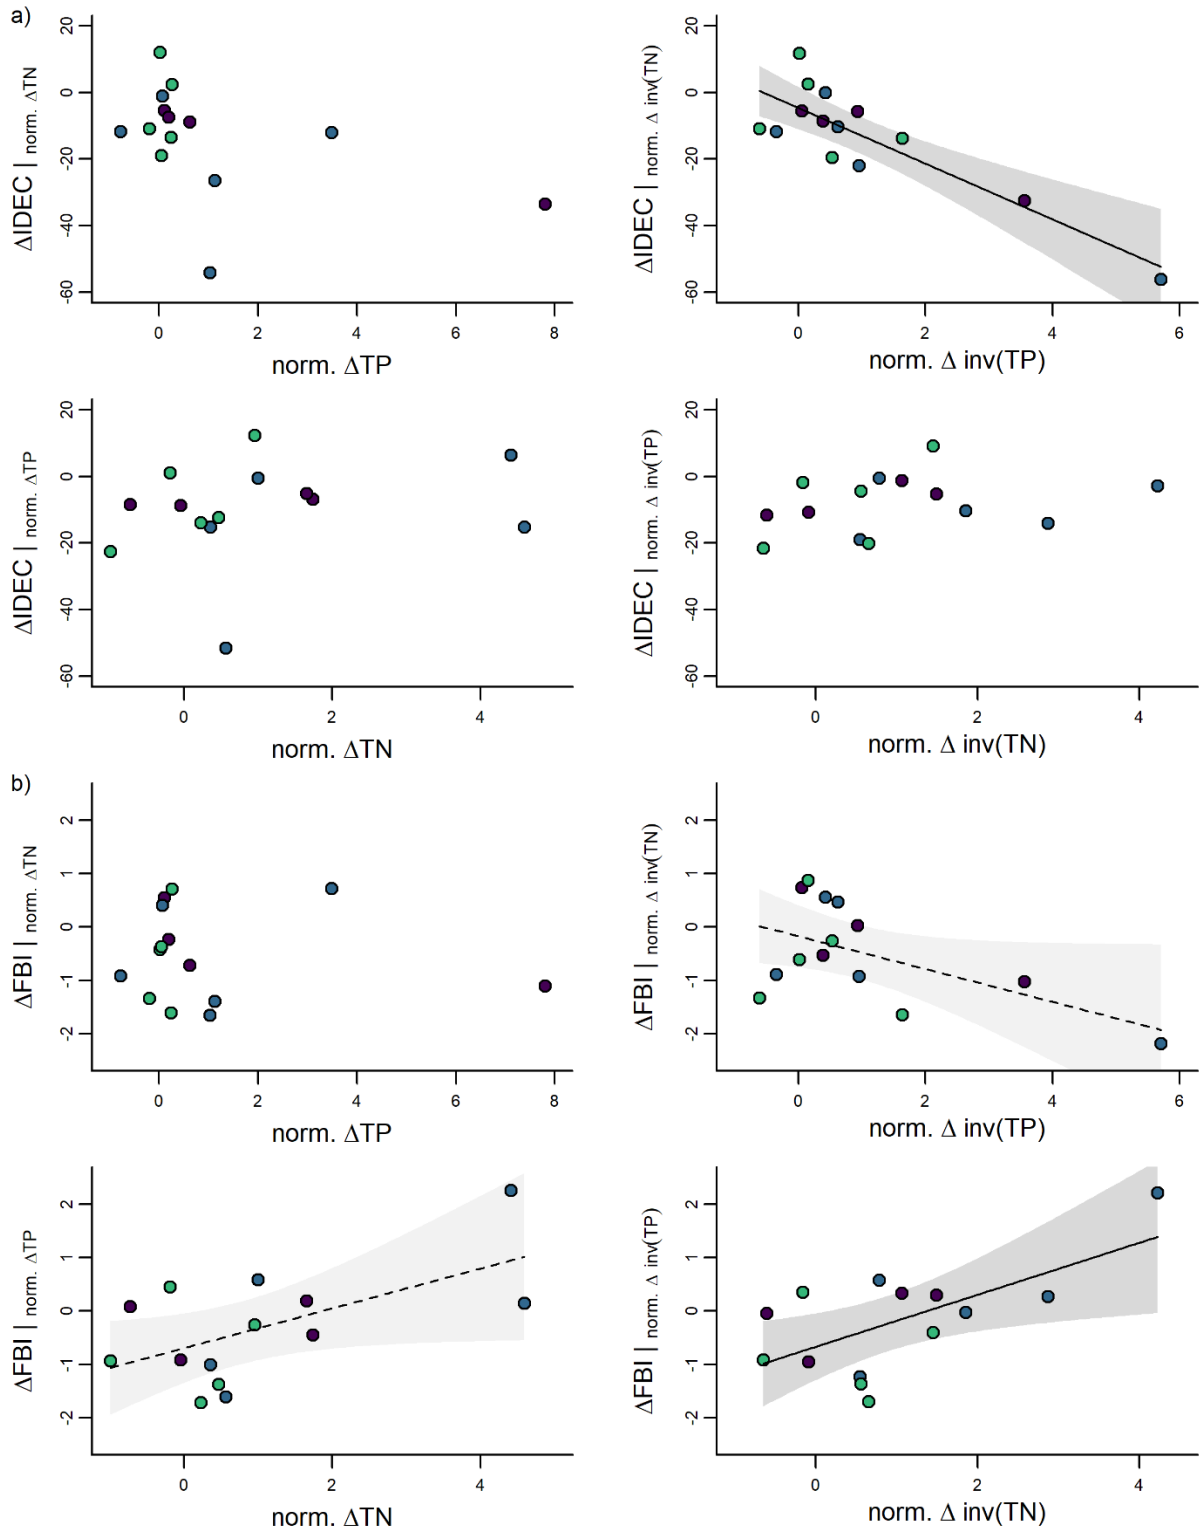 a)
20
0
-20
-40
-60
ΔIDEC | norm. ΔTN
0 2 4 6 8
norm. ΔTP
20
0
-20
-40
-60
ΔIDEC | norm. Δ inv(TN)
0 2 4 6
norm. Δ inv(TP)
20
0
-20
-40
-60
ΔIDEC | norm. ΔTP
0 2 4
norm. ΔTN
20
0
-20
-40
-60
ΔIDEC | norm. Δ inv(TP)
0 2 4
norm. Δ inv(TN)
b)
2
1
0
-1
-2
ΔFBI | norm. ΔTN
0 2 4 6 8
norm. ΔTP
2
1
0
-1
-2
ΔFBI | norm. Δ inv(TN)
0 2 4 6
norm. Δ inv(TP)
2
1
0
-1
-2
ΔFBI | norm. ΔTP
0 2 4
norm. ΔTN
2
1
0
-1
-2
ΔFBI | norm. Δ inv(TP)
0 2 4
norm. Δ inv(TN)